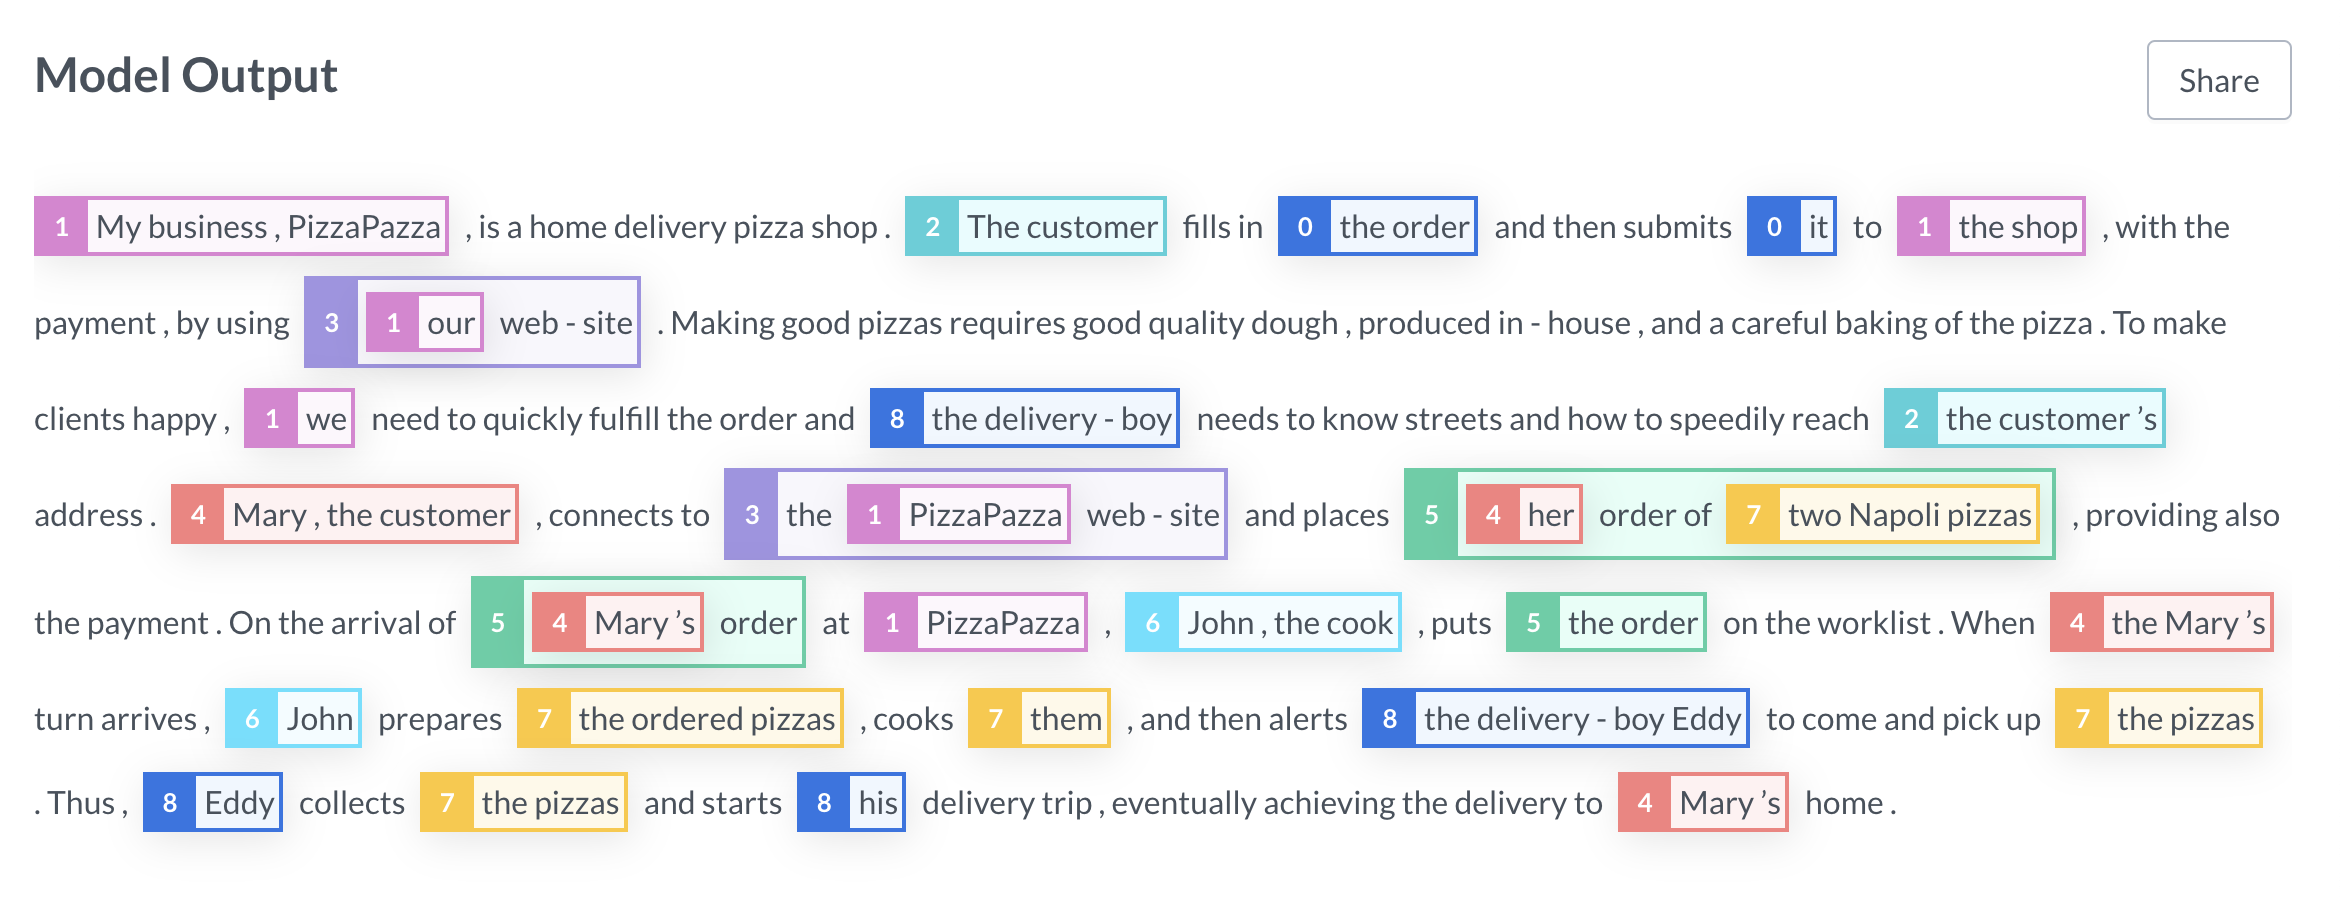 Model Output
Share
1 My business , PizzaPazza , is a home delivery pizza shop . 2 The customer fills in 0 the order and then submits 0 it to 1 the shop , with the
payment , by using 3 1 our web - site . Making good pizzas requires good quality dough , produced in - house , and a careful baking of the pizza . To make
clients happy , 1 we need to quickly fulfill the order and 8 the delivery - boy needs to know streets and how to speedily reach 2 the customer ’s
address . 4 Mary , the customer , connects to 3 the 1 PizzaPazza web - site and places 5 4 her order of 7 two Napoli pizzas , providing also
the payment . On the arrival of 5 4 Mary ’s order at 1 PizzaPazza , 6 John , the cook , puts 5 the order on the worklist . When 4 the Mary ’s
turn arrives , 6 John prepares 7 the ordered pizzas , cooks 7 them , and then alerts 8 the delivery - boy Eddy to come and pick up 7 the pizzas
. Thus , 8 Eddy collects 7 the pizzas and starts 8 his delivery trip , eventually achieving the delivery to 4 Mary ’s home .